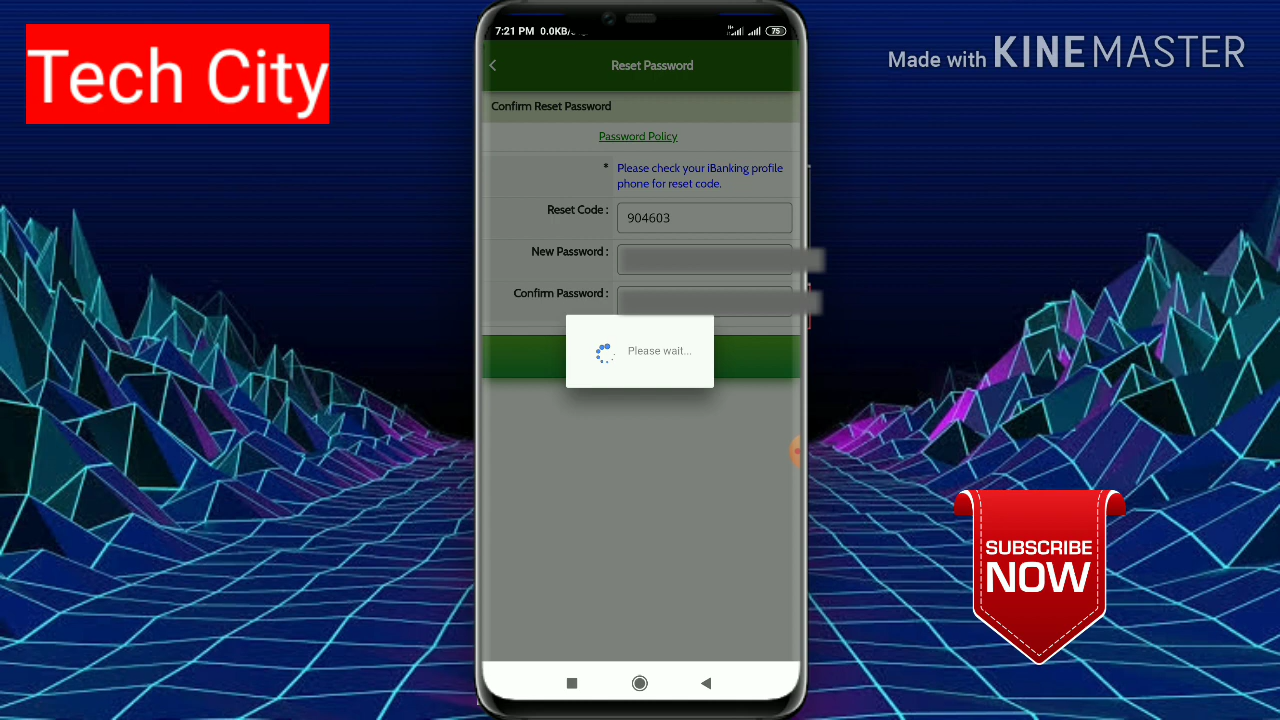 Tech City
Made with KINEMASTER
7:21 PM 0.0KB/
75
Reset Password
Confirm Reset Password
Password Policy
* Please check your iBanking profile
phone for reset code.
Reset Code : 904603
New Password :
Confirm Password :
Please wait...
SUBSCRIBE
NOW